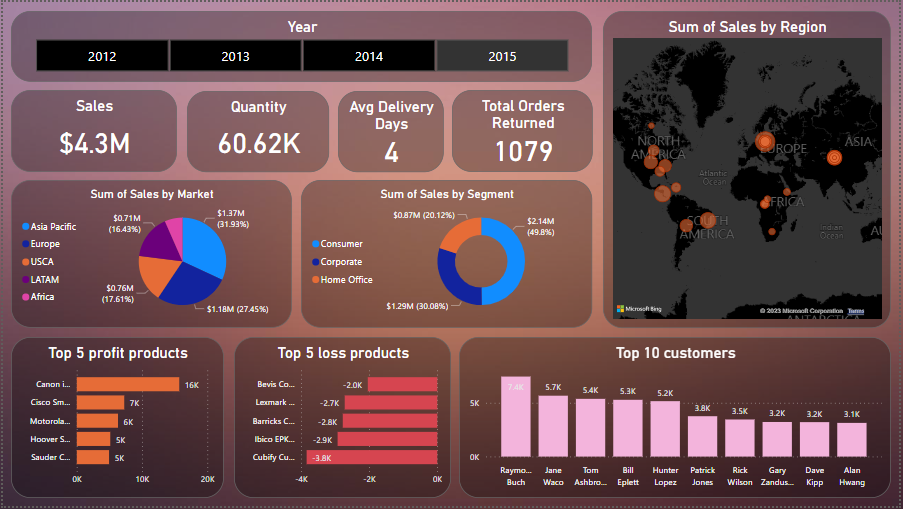 Year
2012
2013
2014
2015
Sales
$4.3M
Quantity
60.62K
Avg Delivery
Days
4
Total Orders
Returned
1079
Sum of Sales by Region
NORTH
AMERICA
EUROPE
ASIA
Atlantic
Ocean
AFRICA
SOUTH
AMERICA
Indian
Ocean
AU
Microsoft Bing
© 2023 Microsoft Corporation Terms
ANTARCTICA
Sum of Sales by Market
Asia Pacific
Europe
USCA
LATAM
Africa
$0.71M
(16.43%)
$1.37M
(31.93%)
$0.76M
(17.61%)
$1.18M (27.45%)
Sum of Sales by Segment
Consumer
Corporate
Home Office
$0.87M (20.12%)
$2.14M
(49.8%)
$1.29M (30.08%)
Top 5 profit products
Canon i... 16K
Cisco Sm... 7K
Motorola... 6K
Hoover S... 5K
Sauder C... 5K
0K 10K 20K
Top 5 loss products
Bevis Co... -2.0K
Lexmark ... -2.7K
Barricks C... -2.8K
Ibico EPK... -2.9K
Cubify Cu... -3.8K
-4K -2K 0K
Top 10 customers
5K
0K
7.4K 5.7K 5.4K 5.3K 5.2K 3.8K 3.5K 3.2K 3.2K 3.1K
Raymo... Buch
Jane Waco
Tom Ashbro...
Bill Eplett
Hunter Lopez
Patrick Jones
Rick Wilson
Gary Zandus...
Dave Kipp
Alan Hwang